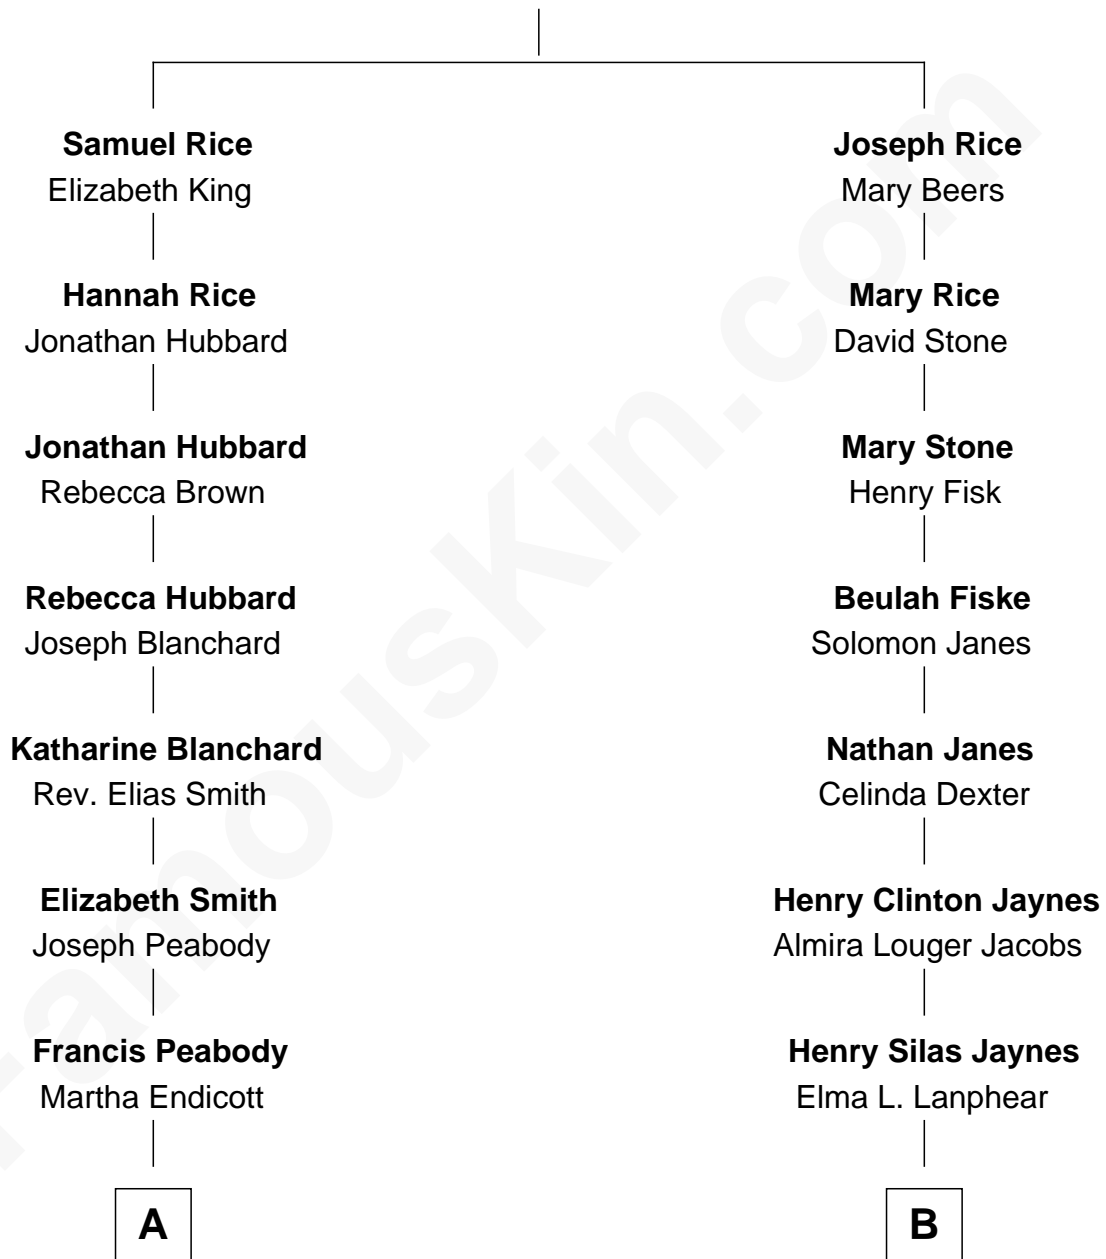 Samuel Rice
Elizabeth King
Hannah Rice
Jonathan Hubbard
Jonathan Hubbard
Rebecca Brown
Rebecca Hubbard
Joseph Blanchard
Katharine Blanchard
Rev. Elias Smith
Elizabeth Smith
Joseph Peabody
Francis Peabody
Martha Endicott
A
Joseph Rice
Mary Beers
Mary Rice
David Stone
Mary Stone
Henry Fisk
Beulah Fiske
Solomon Janes
Nathan Janes
Celinda Dexter
Henry Clinton Jaynes
Almira Louger Jacobs
Henry Silas Jaynes
Elma L. Lanphear
B
FamousKin.com